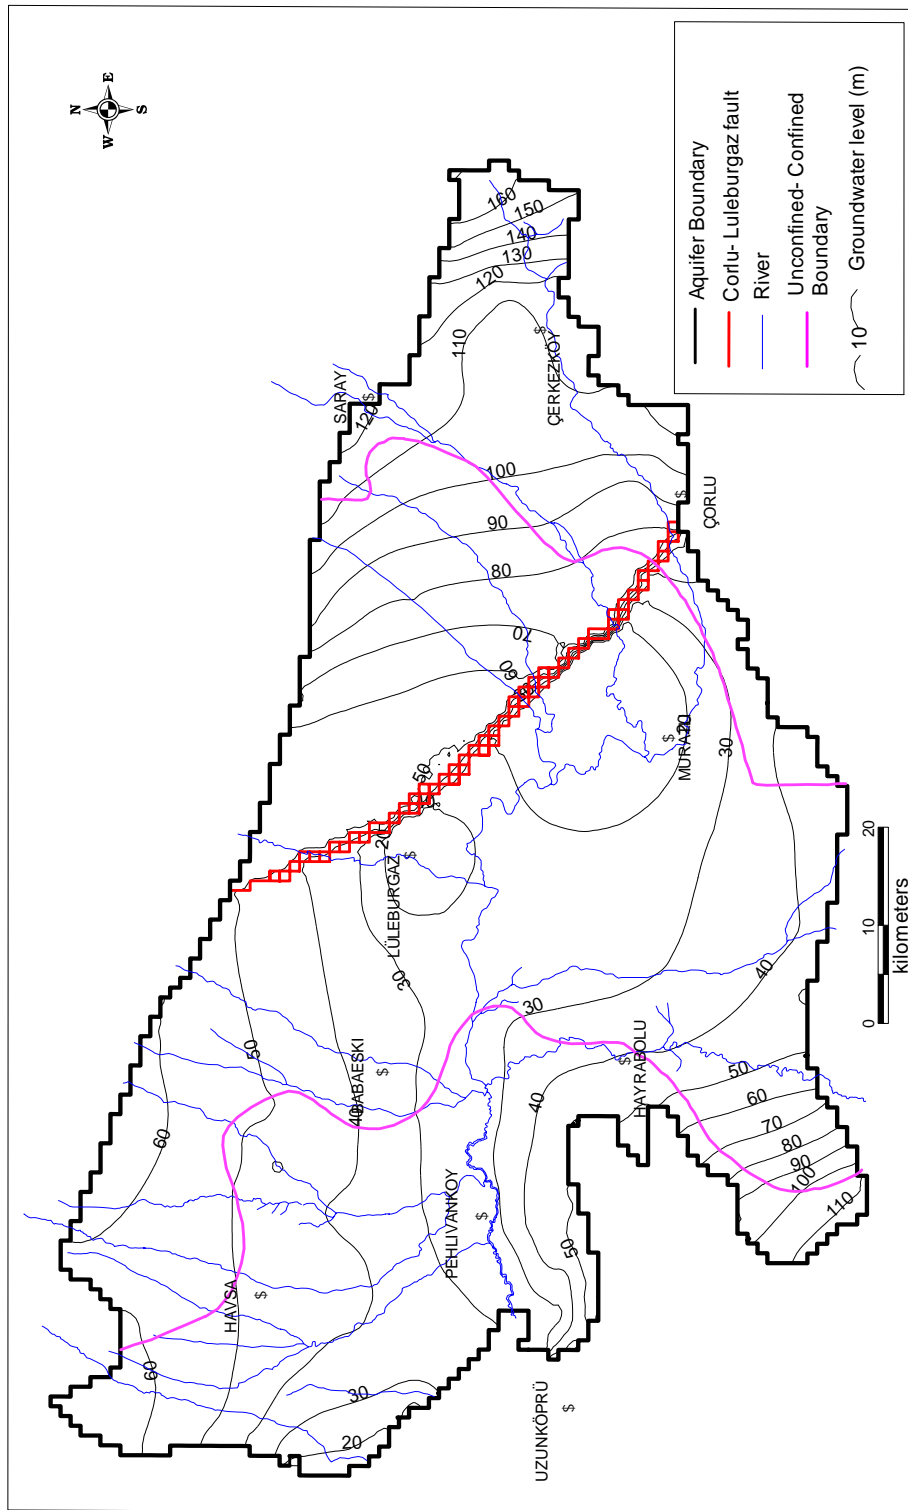 N
W E
S
Aquifer Boundary
Corlu- Luleburgaz fault
River
Unconfined- Confined
Boundary
10 Groundwater level (m)
160
150
140
130
120
110
SARAY
120
$
$
ÇERKEZKÖY
100
90
80
70
60
$
ÇORLU
50
20
LÜLEBURGAZ
$
$
MURATLI
20
30
30
30
40
50
BABAESKI
40
$
60
40
HAYRABOLU
$
50
60
70
80
90
100
110
PEHLIVANKOY
$
50
HAVSA
$
60
30
20
UZUNKÖPRÜ
$
0 10 20
kilometers